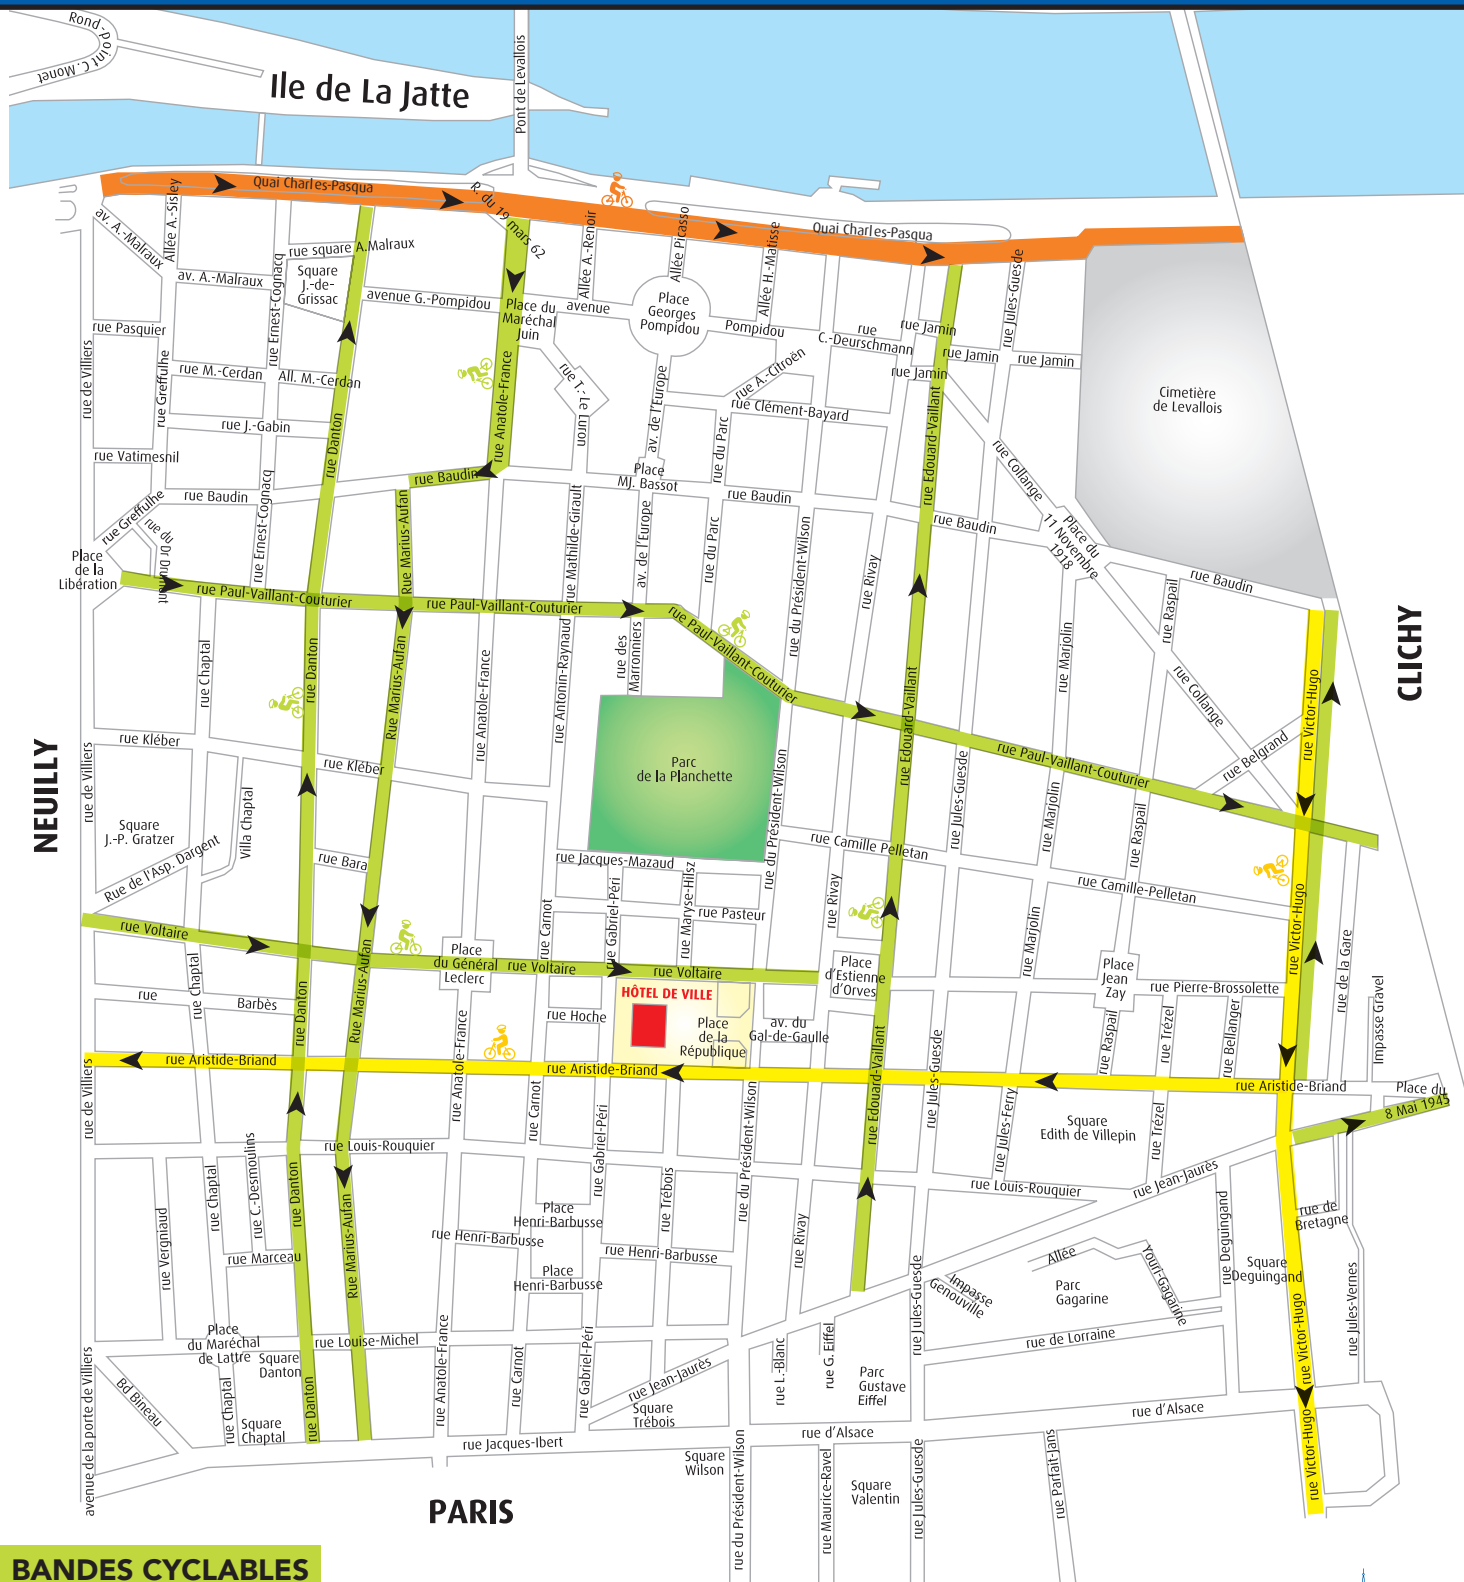 Rond-point C. Monet
Ile de La Jatte
Pont de Levallois
Quai Charles-Pasqua
R. du 19 mars 62
Quai Charles-Pasqua
av. A. Malraux
Allée A.-Sisley
rue square A.Malraux
Allée A.-Renoir
Allée Picasso
Allée H.-Matisse
rue Jules-Guesde
av. A.-Malraux
rue Ernest-Cognacq
Square
J.-de-
Grissac
avenue G.-Pompidou
Place du
Maréchal
Juin
avenue
Place
Georges
Pompidou
Pompidou
rue
C.-Deurschmann
rue Jamin
rue Jamin
rue Jamin
rue Jamin
rue Pasquier
rue de Villiers
rue Greffulhe
rue M.-Cerdan
All. M.-Cerdan
rue J.-Gabin
rue Danton
rue Anatole-France
rue T.- Le Luron
av. de l'Europe
rue A.-Citroën
rue Clément-Bayard
rue du Parc
rue Edouard-Vaillant
rue Collange
Cimetière
de Levallois
rue Vatimesnil
rue Baudin
rue Baudin
Place
MJ. Bassot
rue Baudin
rue Baudin
Place du
11 Novembre
1918
rue Baudin
rue Greffulhe
rue du Dr Dumont
rue Ernest-Cognacq
Rue Marius-Aufan
rue Mathilde-Girault
av. de l'Europe
rue du Parc
rue du Président-Wilson
rue Rivay
rue Raspail
Place
de la
Libération
rue Paul-Vaillant-Couturier
rue Paul-Vaillant-Couturier
rue Paul-Vaillant-Couturier
rue Paul-Vaillant-Couturier
CLICHY
rue Chaptal
rue Danton
Rue Marius-Aufan
rue Anatole-France
rue Antonin-Raynaud
rue des
Marronniers
rue Edouard-Vaillant
rue Marjolin
rue Collange
rue Victor-Hugo
rue Belgrand
NEUILLY
rue de Villiers
rue Kléber
rue Kléber
Parc
de la Planchette
rue du Président-Wilson
rue Jules-Guesde
rue Marjolin
rue Raspail
Square
J.-P. Gratzer
Villa Chaptal
Rue de l'Asp. Dargent
rue Bara
rue Jacques-Mazaud
rue Camille Pelletan
rue Camille-Pelletan
rue Gabriel-Péri
rue Maryse-Hilsz
rue Pasteur
rue Rivay
rue Carnot
rue Marjolin
rue Victor-Hugo
rue de la Gare
rue Voltaire
Place
du Général
Leclerc
rue Voltaire
rue Voltaire
Place
d'Estienne
d'Orves
Place
Jean
Zay
rue Pierre-Brossolette
Impasse Gravel
rue Chaptal
rue
Barbès
rue Danton
Rue Marius-Aufan
HÔTEL DE VILLE
rue Hoche
Place
de la
République
av. du
Gal-de-Gaulle
rue Raspail
rue Trézel
rue Bellanger
rue Aristide-Briand
rue Aristide-Briand
rue Aristide-Briand
Place du
8 Mai 1945
rue de Villiers
rue Anatole-France
rue Carnot
rue Gabriel-Péri
rue du Président-Wilson
rue Edouard-Vaillant
rue Jules-Guesde
rue Jules-Ferry
Square
Edith de Villepin
rue Trézel
rue Louis-Rouquier
rue Louis-Rouquier
rue Jean-Jaurès
rue C.-Desmoulins
rue Chaptal
rue Vergniaud
rue Danton
Rue Marius-Aufan
rue Marceau
Place
Henri-Barbusse
rue Henri-Barbusse
rue Henri-Barbusse
Place
Henri-Barbusse
rue Trébois
rue Rivay
rue Jules-Guesde
Impasse
Genouville
Allée
Youri-Gagarine
Parc
Gagarine
rue Deguingand
Square
Deguingand
rue de
Bretagne
rue Jules-Vernes
rue Victor-Hugo
Place
du Maréchal
de Lattre
rue Louise-Michel
Square
Danton
rue Anatole-France
rue Carnot
rue Gabriel-Péri
rue Jean-Jaurès
rue L.-Blanc
rue G. Eiffel
rue de Lorraine
Parc
Gustave
Eiffel
avenue de la porte de Villiers
Bd Bineau
rue Chaptal
Square
Chaptal
rue Danton
Square
Trébois
rue d'Alsace
rue d'Alsace
rue Jacques-Ibert
Square
Wilson
rue du Président-Wilson
rue Maurice-Ravel
Square
Valentin
rue Jules-Guesde
rue Parfait-Jans
rue Victor-Hugo
PARIS
BANDES CYCLABLES